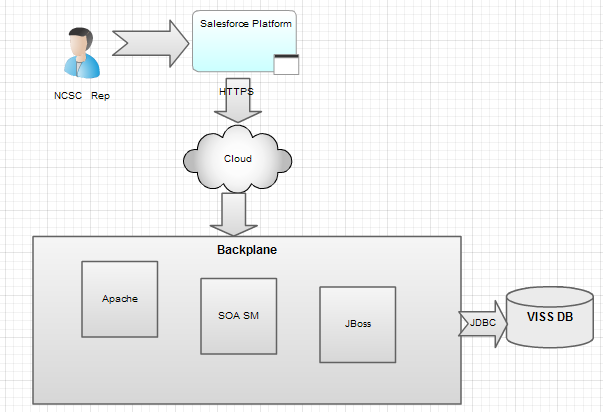 Salesforce Platform
NCSC Rep
HTTPS
Cloud
Backplane
Apache
SOA SM
JBoss
JDBC
VISS DB